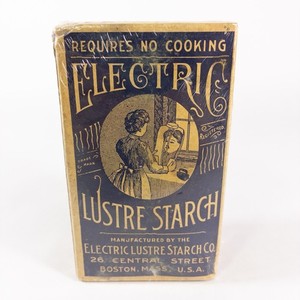 REQUIRES NO COOKING
ELECTRIC
LUSTRE STARCH
MANUFACTURED BY THE
ELECTRIC LUSTRE STARCH CO.
26 CENTRAL STREET
BOSTON, MASS. U.S.A.